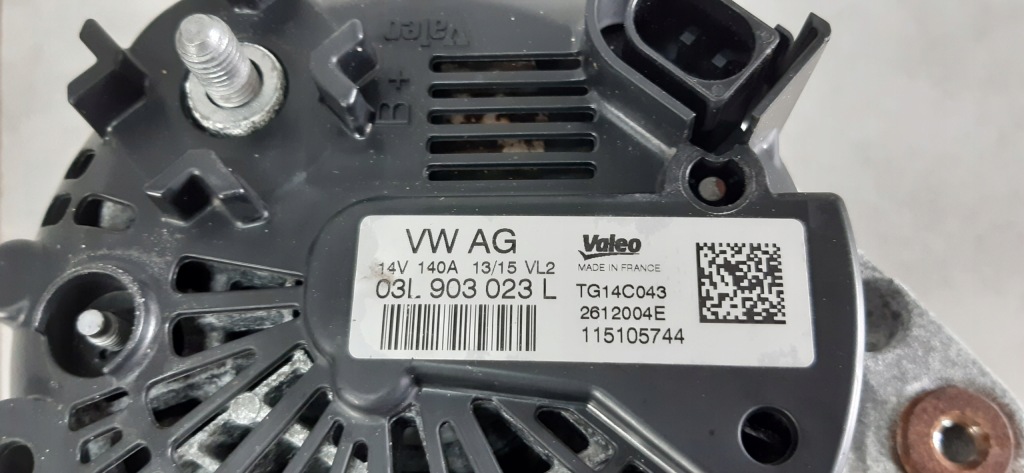 Valeo
B+
VW AG
14V 140A 13/15 VL2
03L 903 023 L
Valeo
MADE IN FRANCE
TG14C043
2612004E
115105744